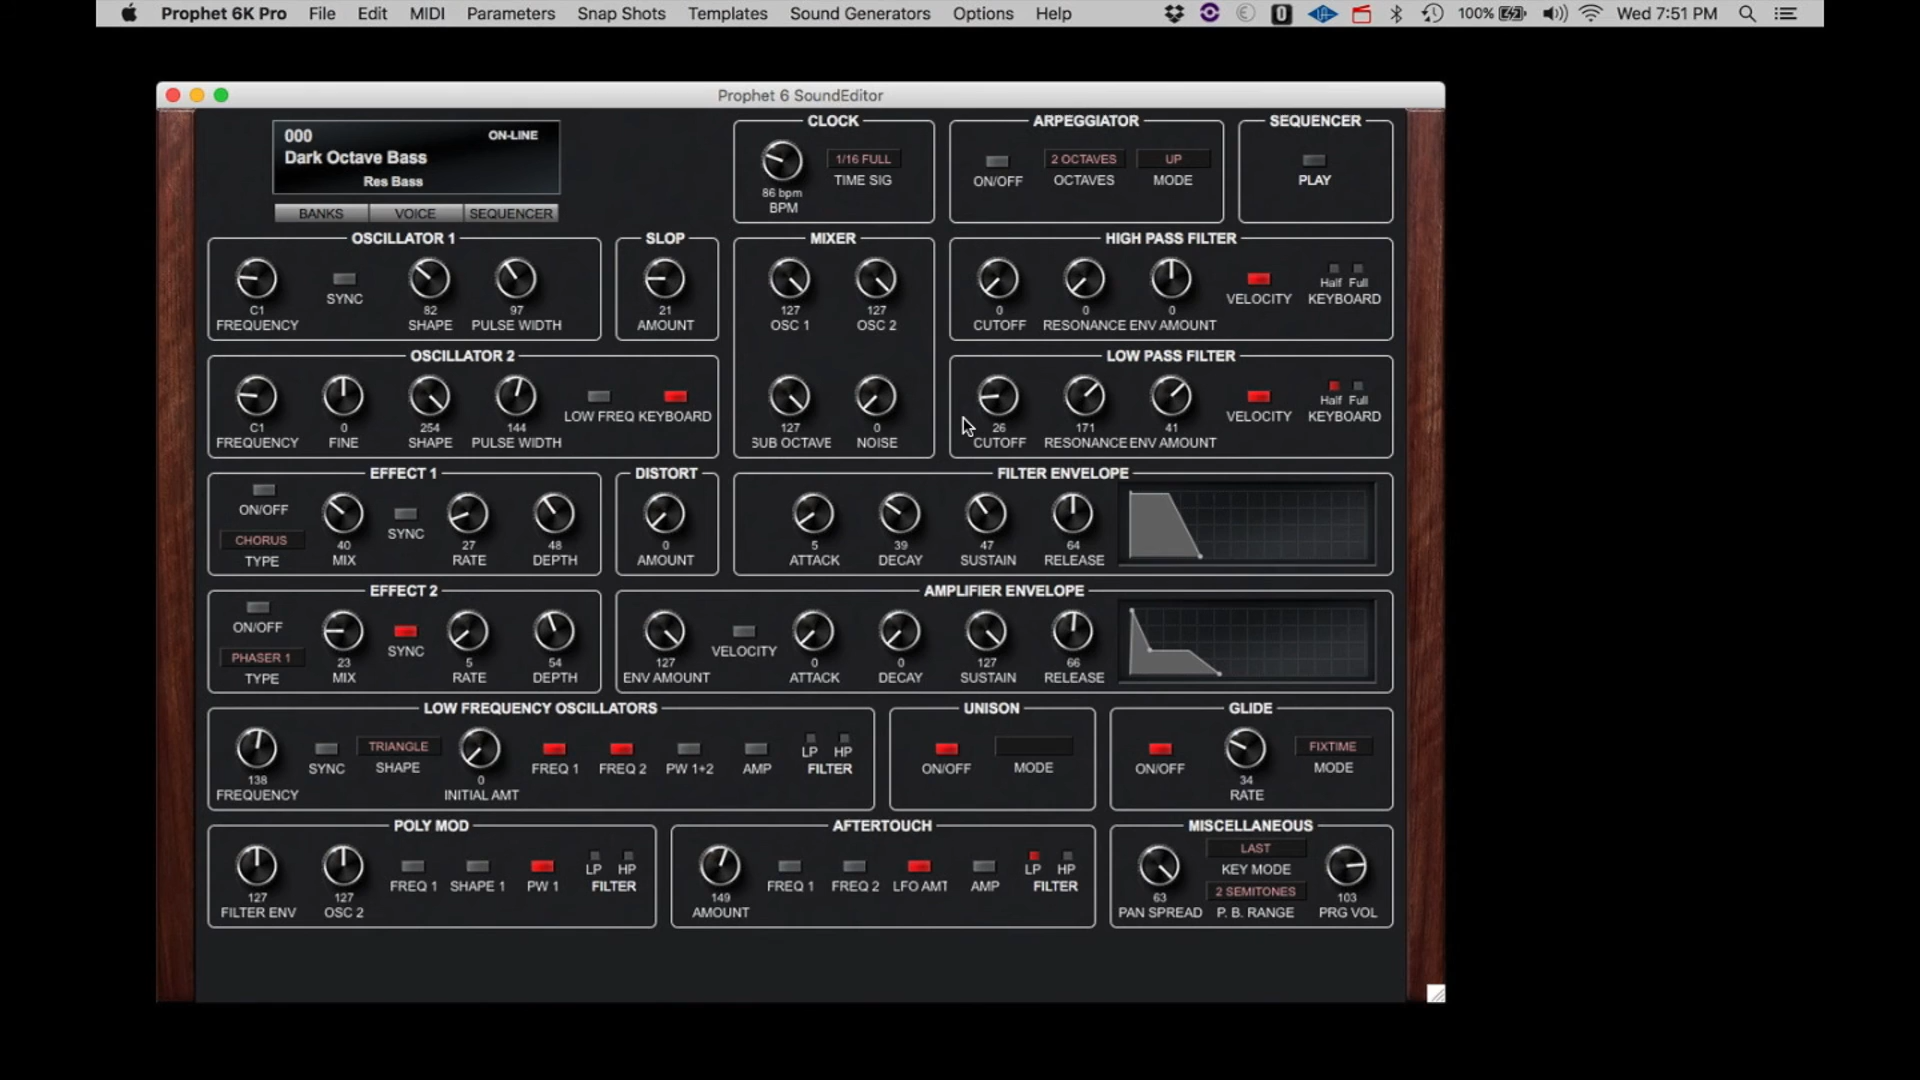 Prophet 6K Pro File Edit MIDI Parameters Snap Shots Templates Sound Generators Options Help 100% Wed 7:51 PM
Prophet 6 SoundEditor
000 ON-LINE
Dark Octave Bass
Res Bass
BANKS VOICE SEQUENCER
CLOCK
86 bpm
BPM
1/16 FULL
TIME SIG
ARPEGGIATOR
ON/OFF
2 OCTAVES
OCTAVES
UP
MODE
SEQUENCER
PLAY
OSCILLATOR 1
C1
FREQUENCY
SYNC
82
SHAPE
97
PULSE WIDTH
SLOP
21
AMOUNT
MIXER
127
OSC 1
127
OSC 2
127
SUB OCTAVE
0
NOISE
HIGH PASS FILTER
0
CUTOFF
0
RESONANCE
0
ENV AMOUNT
VELOCITY
Half Full
KEYBOARD
OSCILLATOR 2
C1
FREQUENCY
0
FINE
254
SHAPE
144
PULSE WIDTH
LOW FREQ
KEYBOARD
LOW PASS FILTER
26
CUTOFF
171
RESONANCE
41
ENV AMOUNT
VELOCITY
Half Full
KEYBOARD
EFFECT 1
ON/OFF
CHORUS
TYPE
40
MIX
SYNC
27
RATE
48
DEPTH
DISTORT
0
AMOUNT
FILTER ENVELOPE
5
ATTACK
39
DECAY
47
SUSTAIN
64
RELEASE
EFFECT 2
ON/OFF
PHASER 1
TYPE
23
MIX
SYNC
5
RATE
54
DEPTH
AMPLIFIER ENVELOPE
127
ENV AMOUNT
VELOCITY
0
ATTACK
0
DECAY
127
SUSTAIN
66
RELEASE
LOW FREQUENCY OSCILLATORS
138
FREQUENCY
SYNC
TRIANGLE
SHAPE
0
INITIAL AMT
FREQ 1
FREQ 2
PW 1+2
AMP
LP HP
FILTER
UNISON
ON/OFF
MODE
GLIDE
ON/OFF
34
RATE
FIXTIME
MODE
POLY MOD
127
FILTER ENV
127
OSC 2
FREQ 1
SHAPE 1
PW 1
LP HP
FILTER
AFTERTOUCH
149
AMOUNT
FREQ 1
FREQ 2
LFO AMT
AMP
LP HP
FILTER
MISCELLANEOUS
63
PAN SPREAD
LAST
KEY MODE
2 SEMITONES
P. B. RANGE
103
PRG VOL